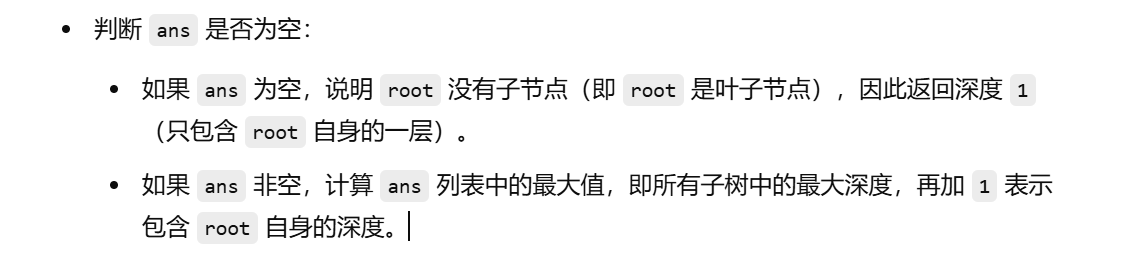 判断 ans 是否为空：
如果 ans 为空，说明 root 没有子节点（即 root 是叶子节点），因此返回深度 1
（只包含 root 自身的一层）。
如果 ans 非空，计算 ans 列表中的最大值，即所有子树中的最大深度，再加 1 表示
包含 root 自身的深度。